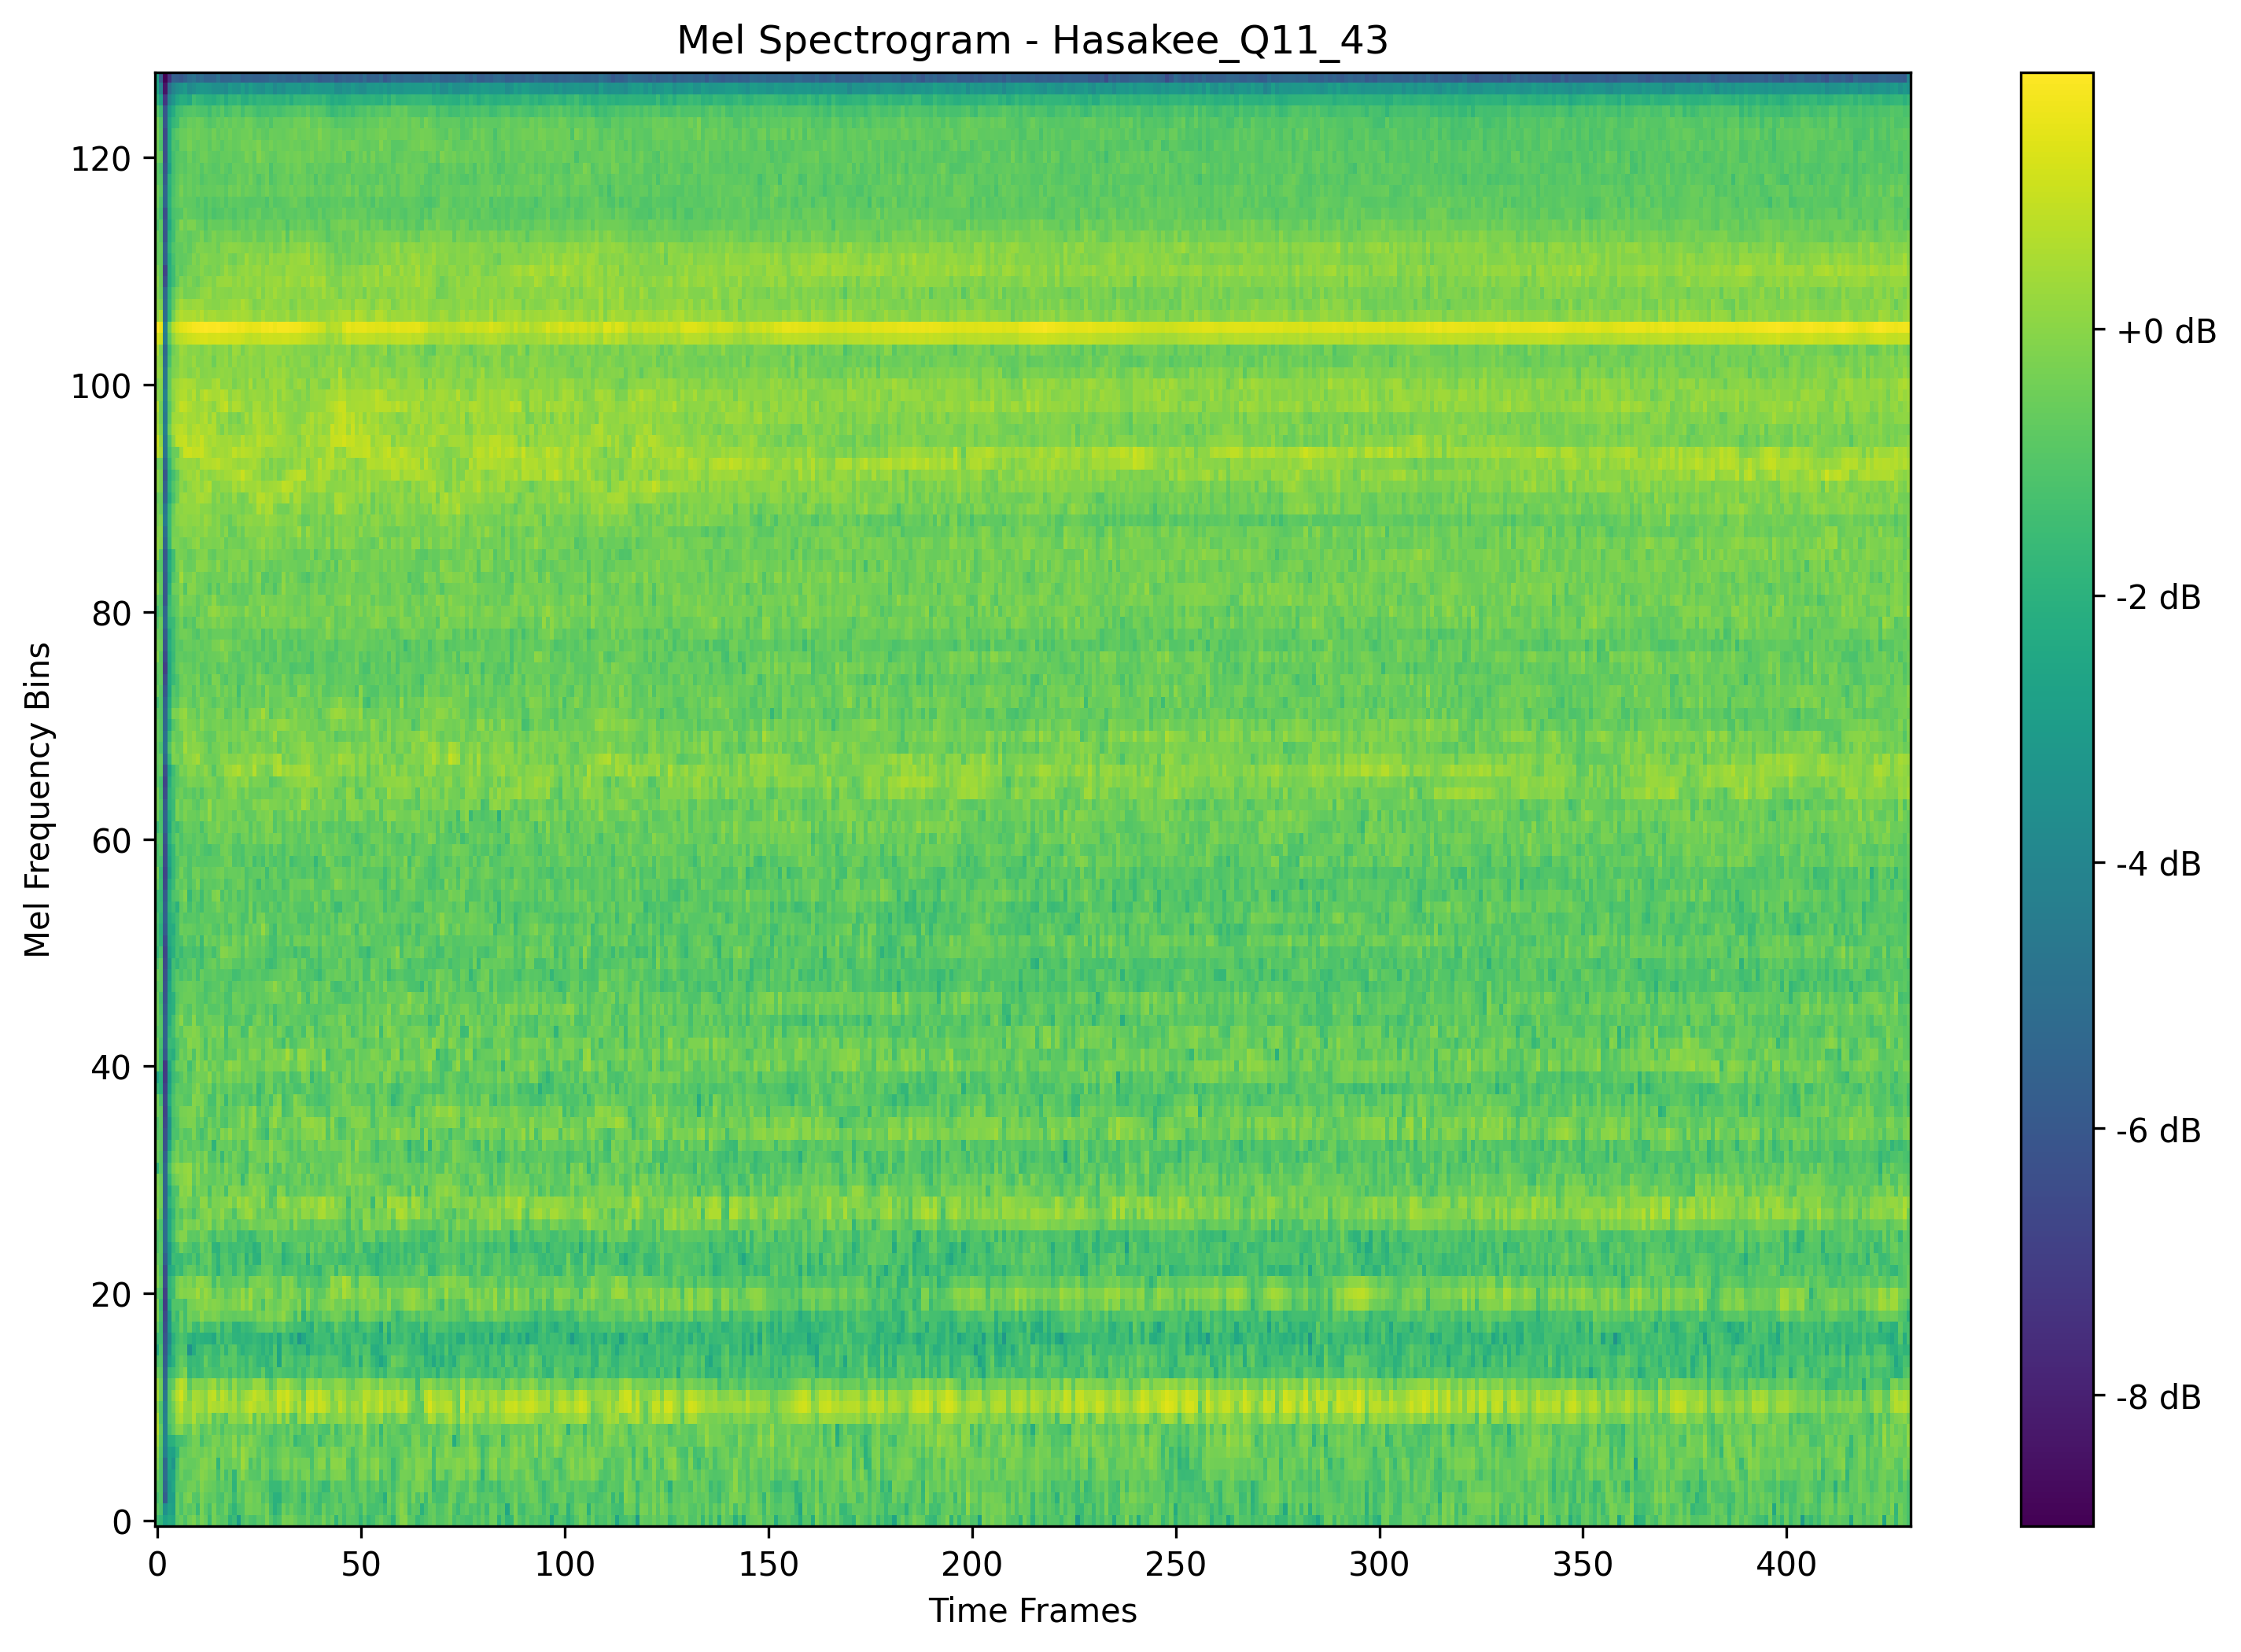 Mel Spectrogram - Hasakee_Q11_43
Mel Frequency Bins
120
100
80
60
40
20
0
0 50 100 150 200 250 300 350 400
Time Frames
+0 dB
-2 dB
-4 dB
-6 dB
-8 dB